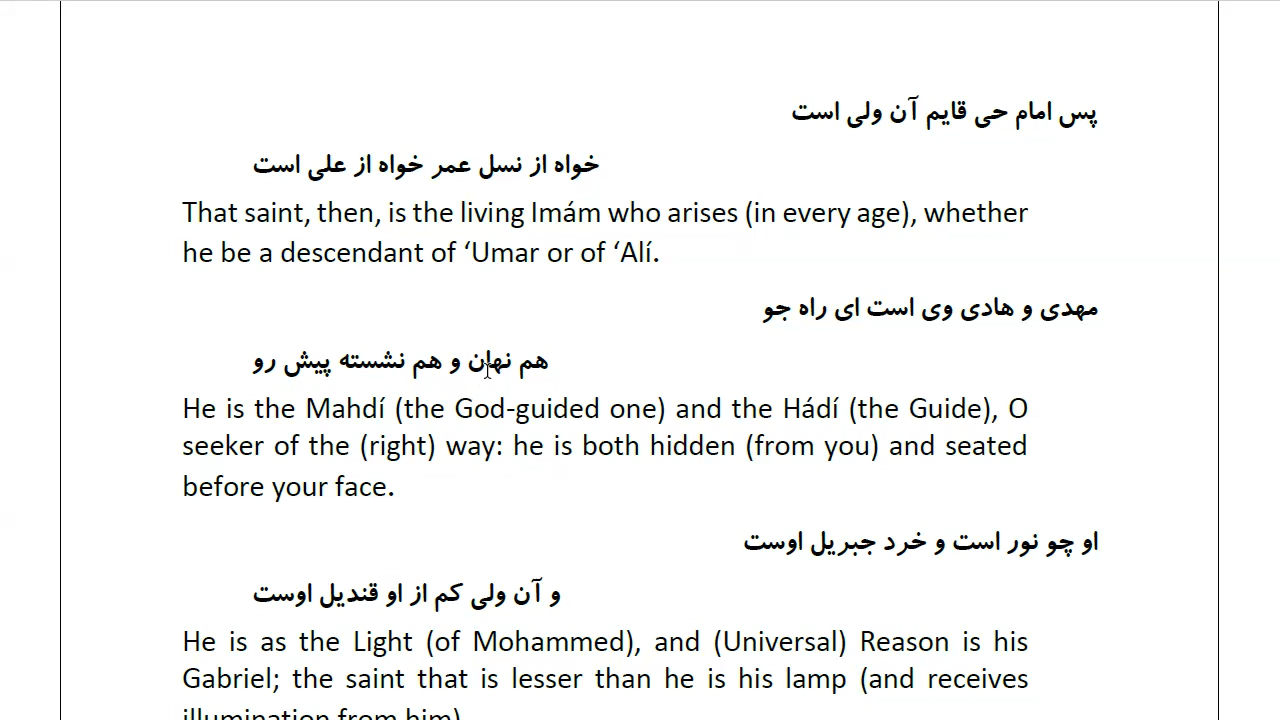 پس امام حی قایم آن ولی است
خواه از نسل عمر خواه از علی است
That saint, then, is the living Imám who arises (in every age), whether
he be a descendant of ‘Umar or of ‘Alí.
مهدی و هادی وی است ای راه جو
هم نهان و هم نشسته پیش رو
He is the Mahdí (the God-guided one) and the Hádí (the Guide), O
seeker of the (right) way: he is both hidden (from you) and seated
before your face.
او چو نور است و خرد جبریل اوست
و آن ولی کم از او قندیل اوست
He is as the Light (of Mohammed), and (Universal) Reason is his
Gabriel; the saint that is lesser than he is his lamp (and receives
illumination from him)